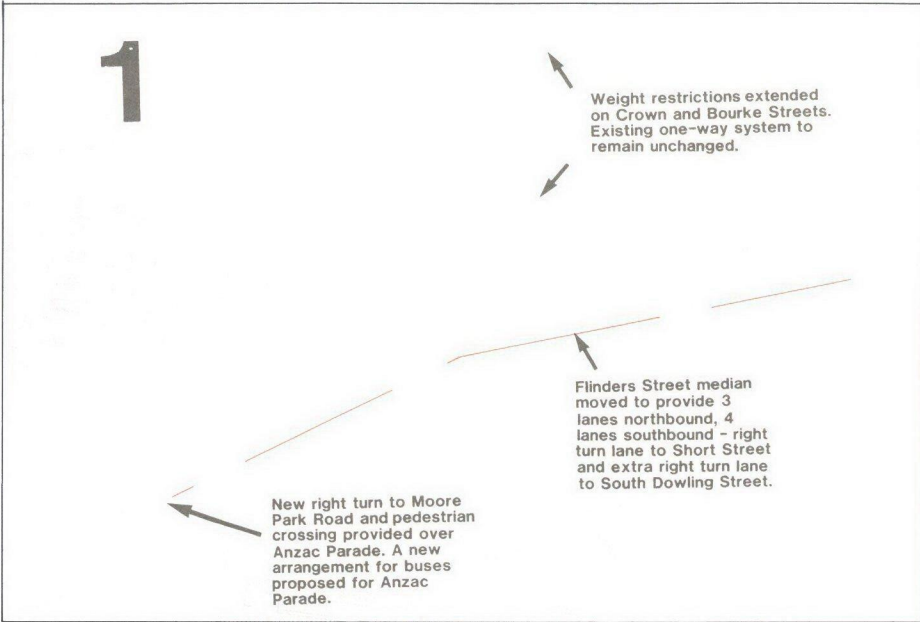 1
Weight restrictions extended
on Crown and Bourke Streets.
Existing one-way system to
remain unchanged.
Flinders Street median
moved to provide 3
lanes northbound, 4
lanes southbound - right
turn lane to Short Street
and extra right turn lane
to South Dowling Street.
New right turn to Moore
Park Road and pedestrian
crossing provided over
Anzac Parade. A new
arrangement for buses
proposed for Anzac
Parade.